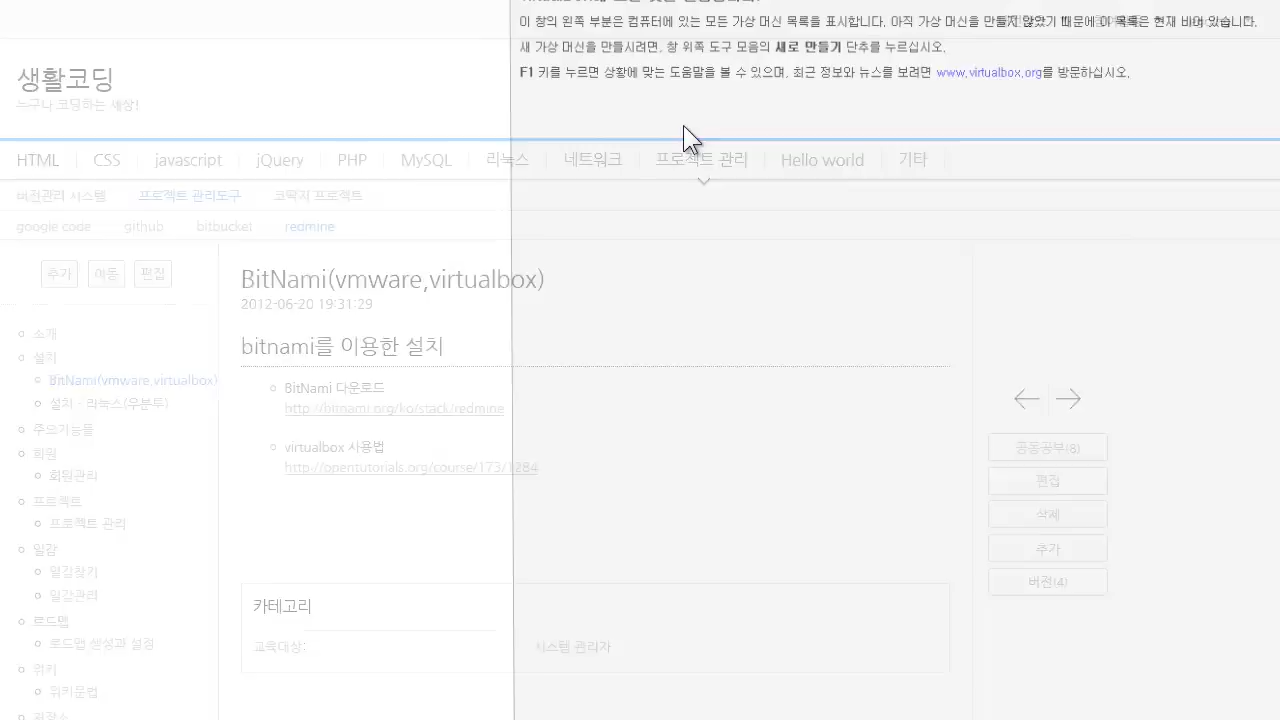 이 창의 왼쪽 부분은 컴퓨터에 있는 모든 가상 머신 목록을 표시합니다. 아직 가상 머신을 만들지 않았기 때문에 이 목록은 현재 비어 있습니다.
새 가상 머신을 만들시려면, 창 위쪽 도구 모음의 새로 만들기 단추를 누르십시오.
F1 키를 누르면 상황에 맞는 도움말을 볼 수 있으며, 최근 정보와 뉴스를 보려면 www.virtualbox.org를 방문하십시오.
생활코딩
누구나 코딩하는 세상!
HTML CSS javascript jQuery PHP MySQL 리눅스 네트워크 프로젝트 관리 Hello world 기타
버전관리 시스템 프로젝트 관리도구 코딱지 프로젝트
google code github bitbucket redmine
추가 이동 편집
소개
설치
BitNami(vmware,virtualbox)
설치 - 리눅스(우분투)
주요기능들
회원
회원관리
프로젝트
프로젝트 관리
일감
일감찾기
일감관리
로드맵
로드맵 생성과 설정
위키
위키문법
저장소
BitNami(vmware,virtualbox)
2012-06-20 19:31:29
bitnami를 이용한 설치
BitNami 다운로드
http://bitnami.org/ko/stack/redmine
virtualbox 사용법
http://opentutorials.org/course/173/1284
카테고리
교육대상: 시스템 관리자
공동공부(8)
편집
삭제
추가
버전(4)